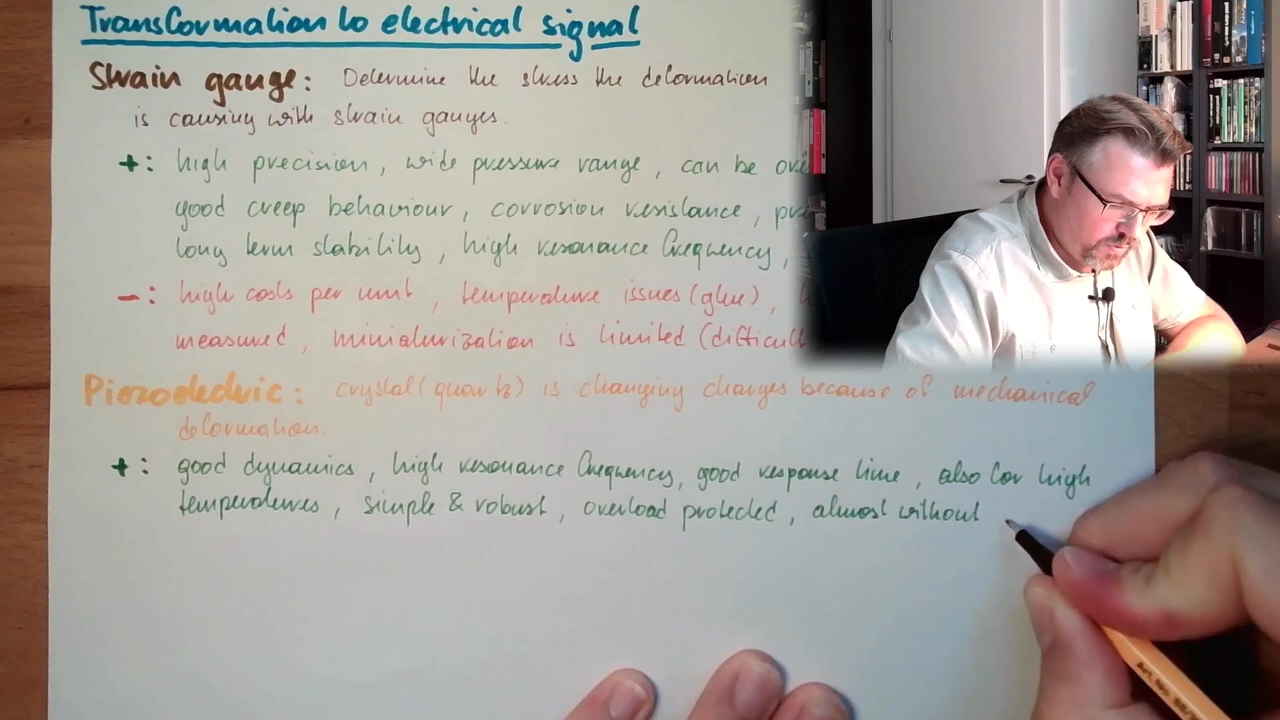 Transformation to electrical signal
Strain gauge: Determine the stress the deformation
is causing with strain gauges.
+: high precision, wide pressure range, can be
good creep behaviour, corrosion resistance,
long term stability, high resonance frequency,
-: high costs per unit, temperature issues (glue),
measured, miniaturization is limited (difficult
Piezoelectric: crystal (quartz) is changing charges because of mechanical
deformation.
+: good dynamics, high resonance frequency, good response time, also for high
temperatures, simple & robust, overload protected, almost without